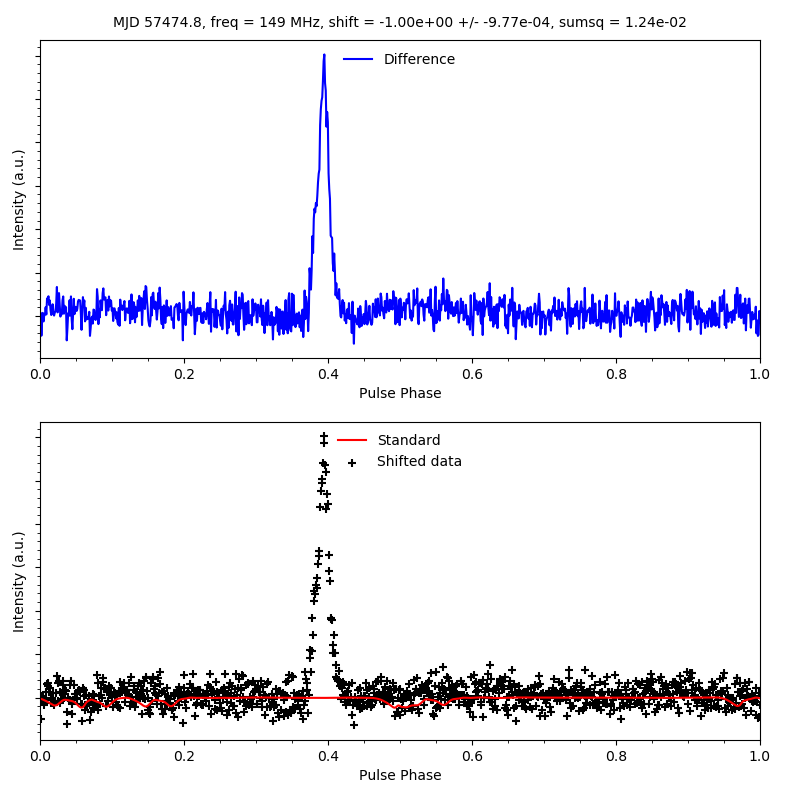 MJD 57474.8, freq = 149 MHz, shift = -1.00e+00 +/- -9.77e-04, sumsq = 1.24e-02
Difference
Intensity (a.u.)
0.0 0.2 0.4 0.6 0.8 1.0
Pulse Phase
Standard
Shifted data
Intensity (a.u.)
0.0 0.2 0.4 0.6 0.8 1.0
Pulse Phase